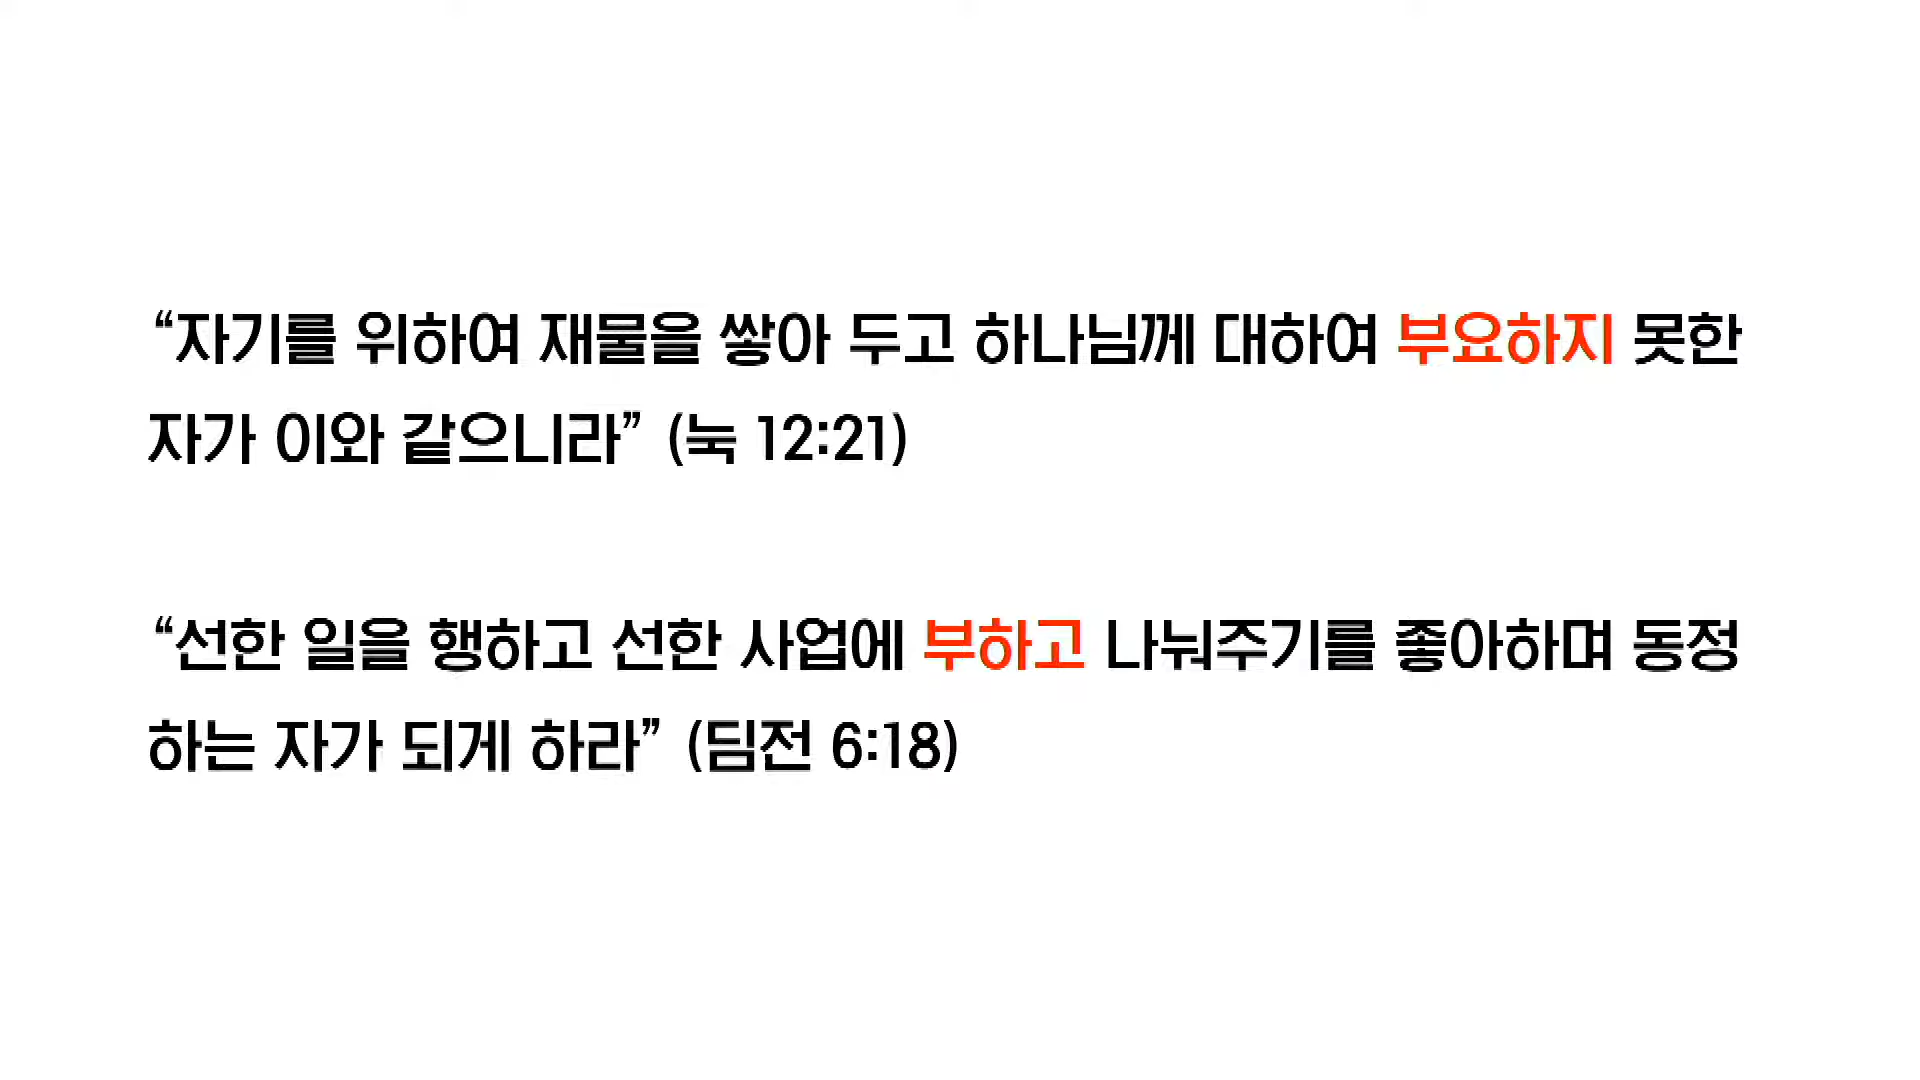 “자기를 위하여 재물을 쌓아 두고 하나님께 대하여 부요하지 못한
자가 이와 같으니라” (눅 12:21)
“선한 일을 행하고 선한 사업에 부하고 나눠주기를 좋아하며 동정
하는 자가 되게 하라” (딤전 6:18)